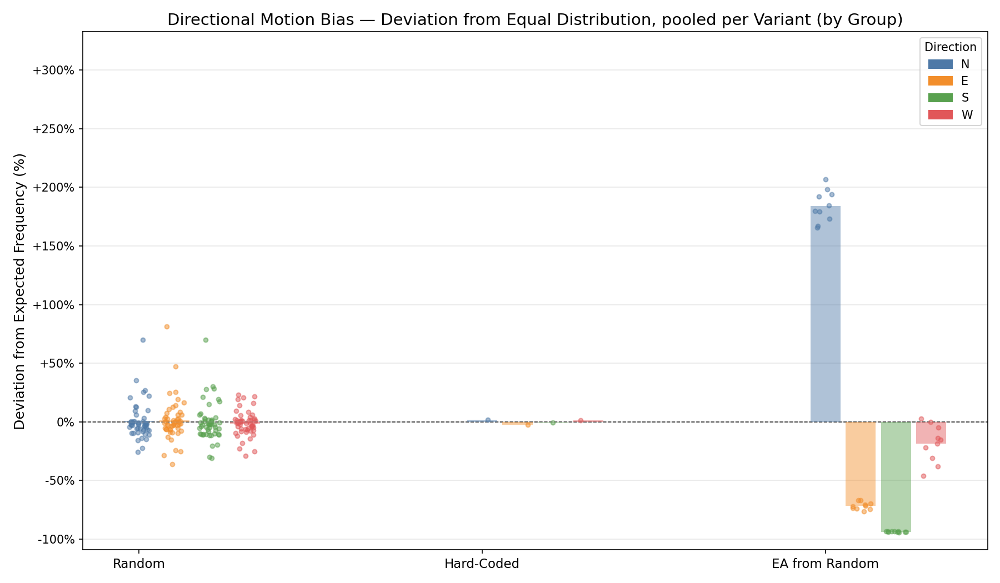 Directional Motion Bias — Deviation from Equal Distribution, pooled per Variant (by Group)
Deviation from Expected Frequency (%)
+300%
+250%
+200%
+150%
+100%
+50%
0%
-50%
-100%
Direction
N
E
S
W
Random
Hard-Coded
EA from Random